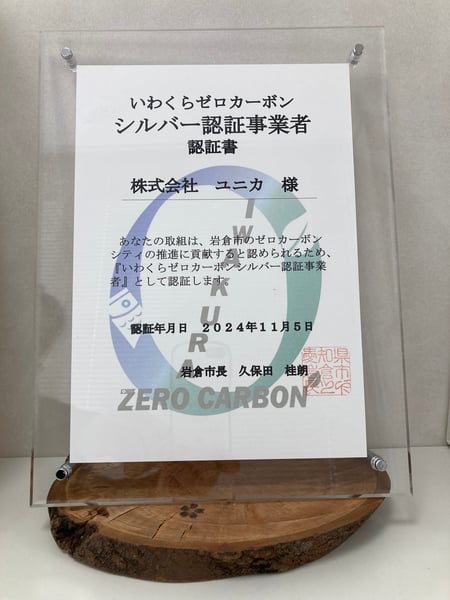 いわくらゼロカーボン
シルバー認証事業者
認証書
株式会社　ユニカ　様
あなたの取組は、岩倉市のゼロカーボン
シティの推進に貢献すると認められるため、
『いわくらゼロカーボンシルバー認証事業
者』として認証します。
認証年月日　２０２４年１１月５日
岩倉市長　久保田　桂朗
IWAKURA
ZERO CARBON